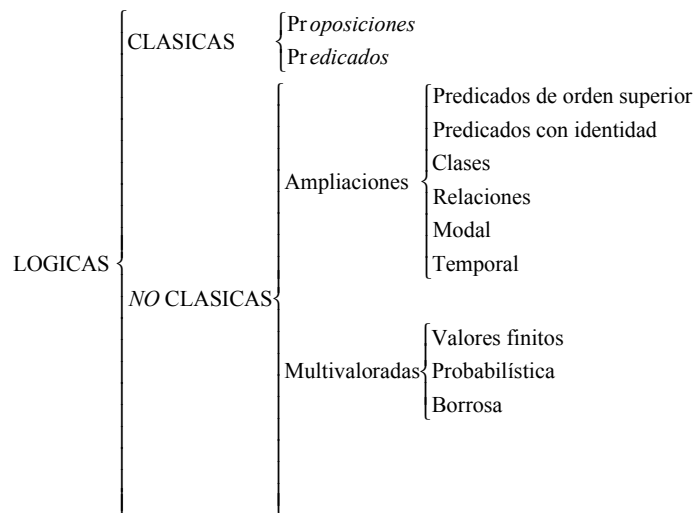 CLASICAS
Proposiciones
Predicados
Predicados de orden superior
Predicados con identidad
Clases
Ampliaciones
Relaciones
Modal
LOGICAS
Temporal
NO CLASICAS
Valores finitos
Multivaloradas
Probabilística
Borrosa